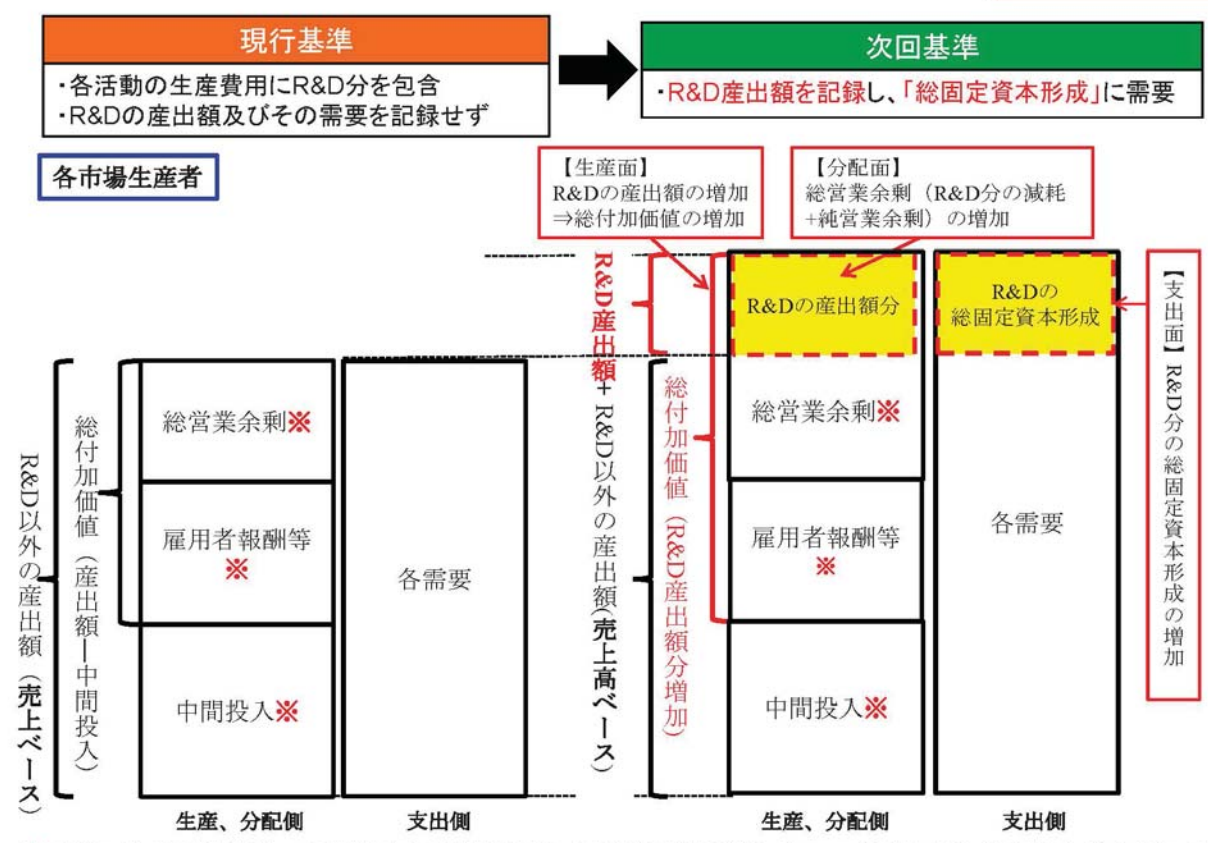 現行基準
・各活動の生産費用にR&D分を包含
・R&Dの産出額及びその需要を記録せず
次回基準
・R&D産出額を記録し、「総固定資本形成」に需要
各市場生産者
【生産面】
R&Dの産出額の増加
⇒総付加価値の増加
【分配面】
総営業余剰（R&D分の減耗
+純営業余剰）の増加
R&D以外の産出額（売上ベース）
総付加価値（産出額―中間投入）
総営業余剰※
雇用者報酬等
※
中間投入※
各需要
生産、分配側
支出側
R&D産出額+R&D以外の産出額(売上高ベース)
総付加価値（R&D産出額分増加）
R&Dの産出額分
総営業余剰※
雇用者報酬等
※
中間投入※
R&Dの
総固定資本形成
各需要
【支出面】R&D分の総固定資本形成の増加
生産、分配側
支出側